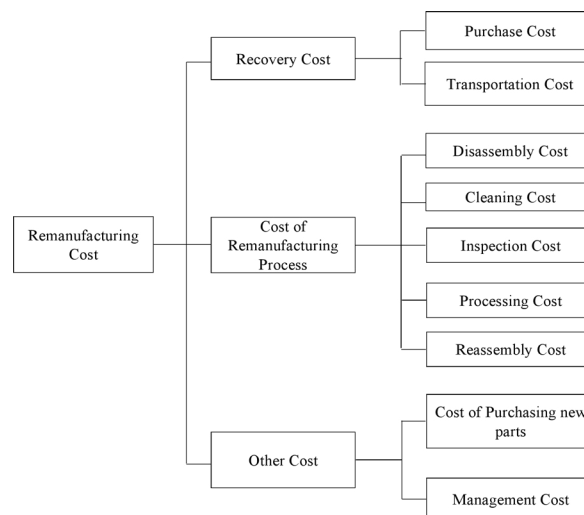 Purchase Cost
Recovery Cost
Transportation Cost
Disassembly Cost
Cleaning Cost
Remanufacturing
Cost
Cost of
Remanufacturing
Process
Inspection Cost
Processing Cost
Reassembly Cost
Cost of Purchasing new
parts
Other Cost
Management Cost